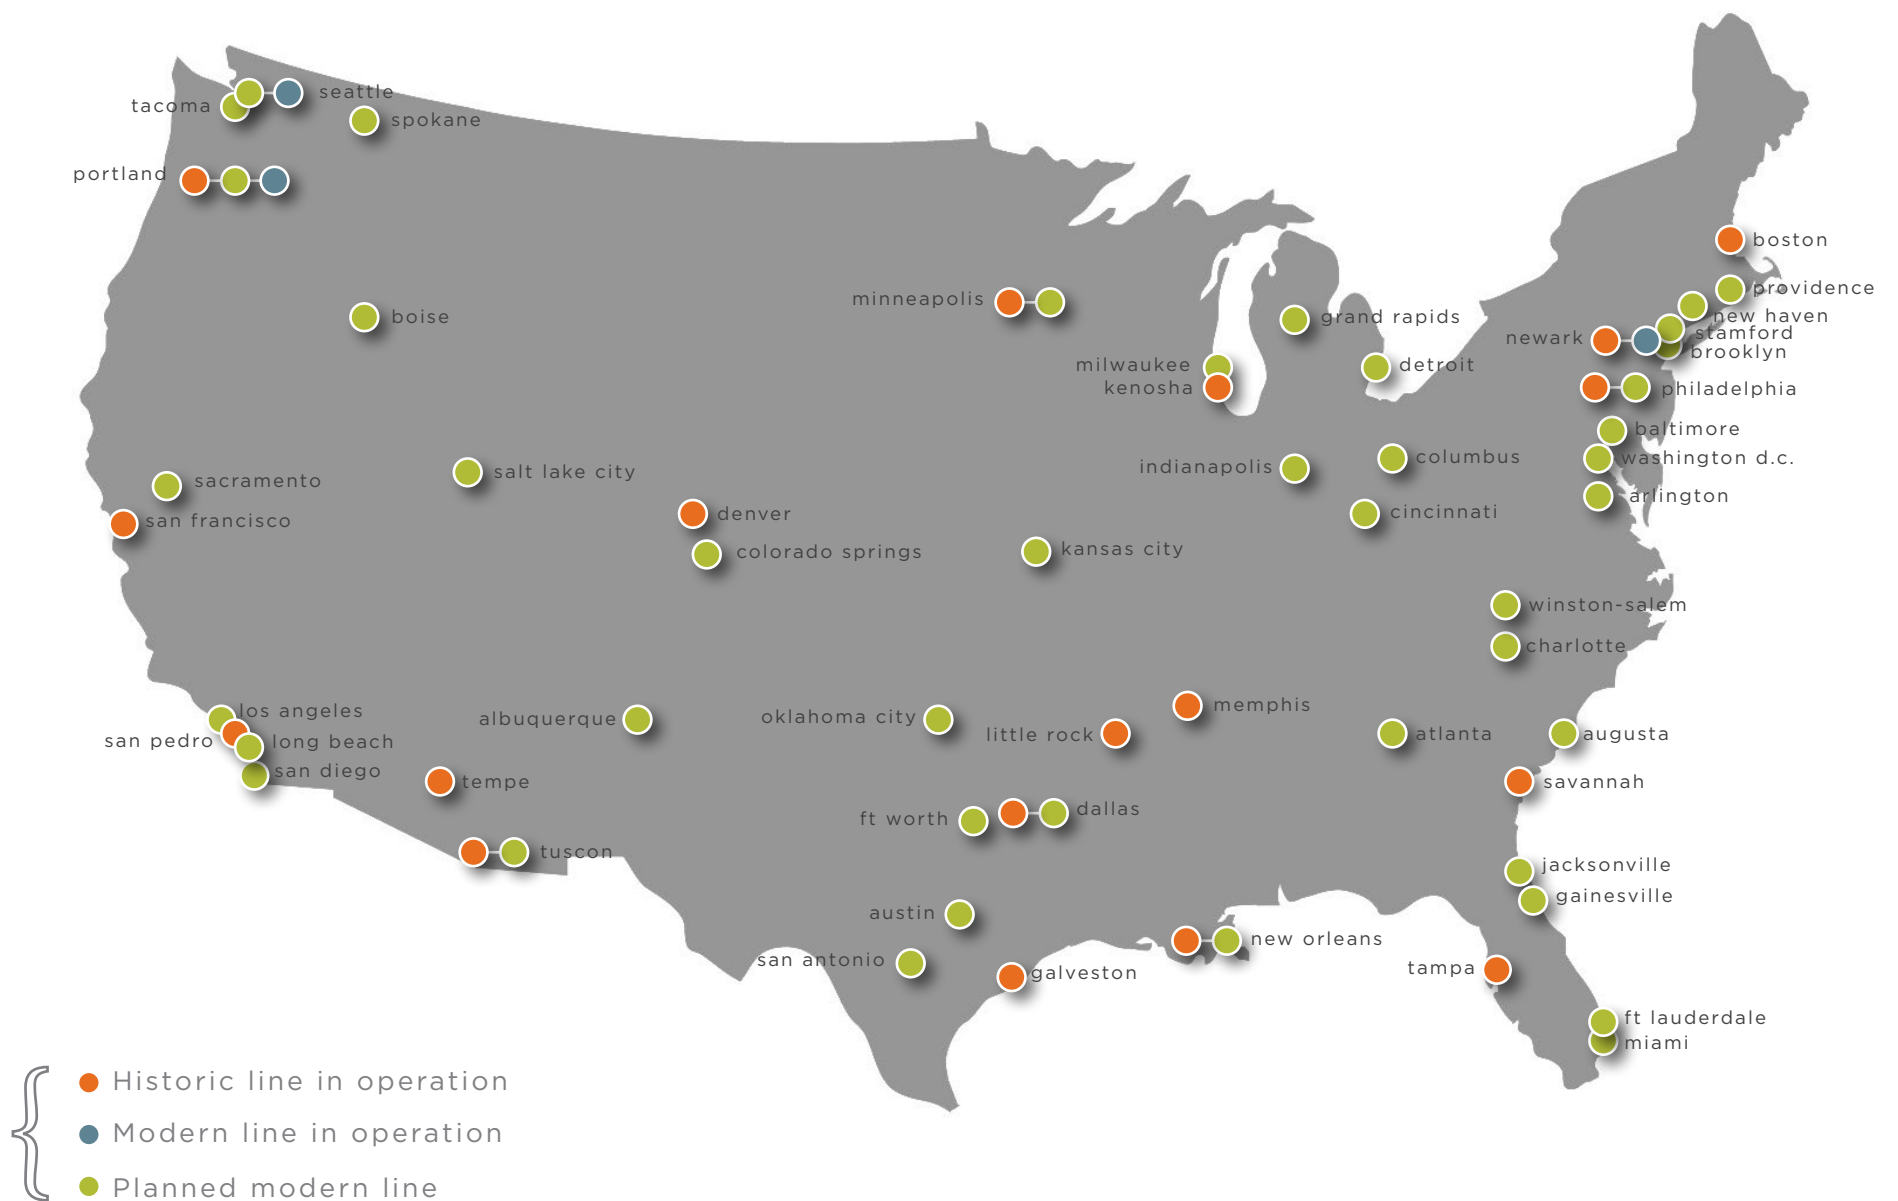 seattle
tacoma
spokane
portland
boston
providence
minneapolis
new haven
boise
grand rapids
stamford
newark
brooklyn
milwaukee
detroit
kenosha
philadelphia
baltimore
columbus
washington d.c.
indianapolis
salt lake city
sacramento
arlington
cincinnati
denver
san francisco
kansas city
colorado springs
winston-salem
charlotte
memphis
los angeles
oklahoma city
albuquerque
little rock
atlanta
augusta
san pedro
long beach
san diego
tempe
savannah
dallas
ft worth
tuscon
jacksonville
gainesville
austin
new orleans
san antonio
tampa
galveston
ft lauderdale
miami
Historic line in operation
Modern line in operation
Planned modern line